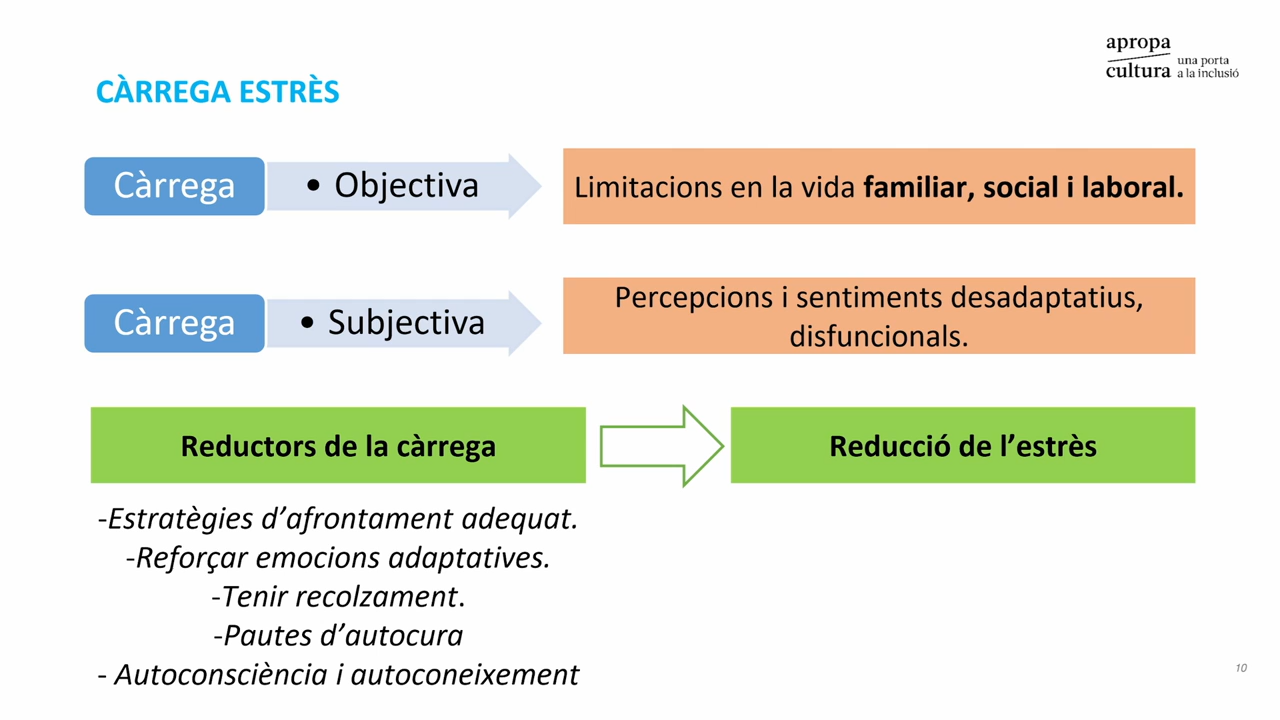 apropa
cultura una porta a la inclusió
CÀRREGA ESTRÈS
Càrrega
• Objectiva
Limitacions en la vida familiar, social i laboral.
Càrrega
• Subjectiva
Percepcions i sentiments desadaptatius,
disfuncionals.
Reductors de la càrrega
Reducció de l’estrès
-Estratègies d’afrontament adequat.
-Reforçar emocions adaptatives.
-Tenir recolzament.
-Pautes d’autocura
- Autoconsciència i autoconeixement
10